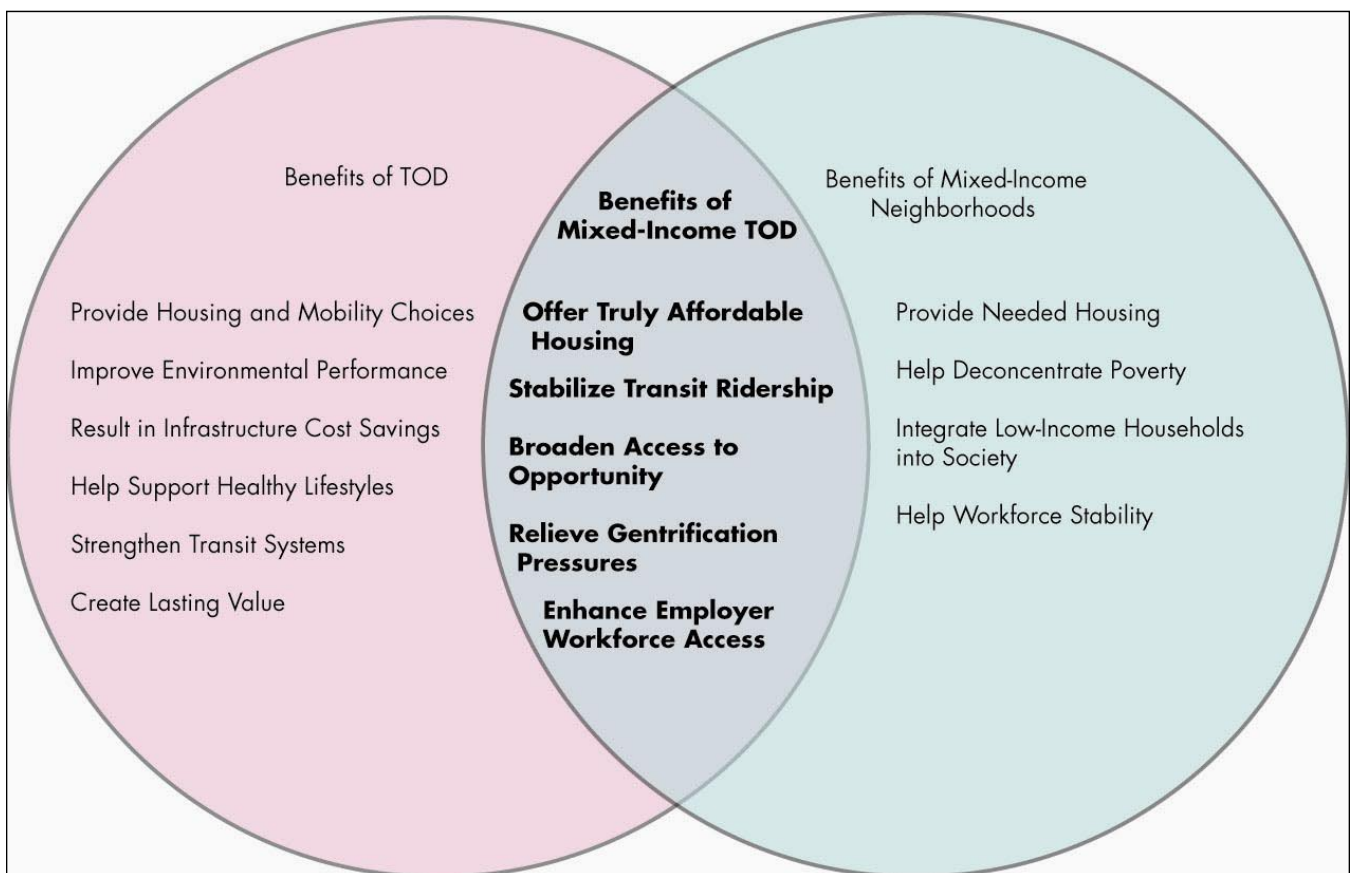 Benefits of TOD
Provide Housing and Mobility Choices
Improve Environmental Performance
Result in Infrastructure Cost Savings
Help Support Healthy Lifestyles
Strengthen Transit Systems
Create Lasting Value
Benefits of
Mixed-Income TOD
Offer Truly Affordable
Housing
Stabilize Transit Ridership
Broaden Access to
Opportunity
Relieve Gentrification
Pressures
Enhance Employer
Workforce Access
Benefits of Mixed-Income
Neighborhoods
Provide Needed Housing
Help Deconcentrate Poverty
Integrate Low-Income Households
into Society
Help Workforce Stability